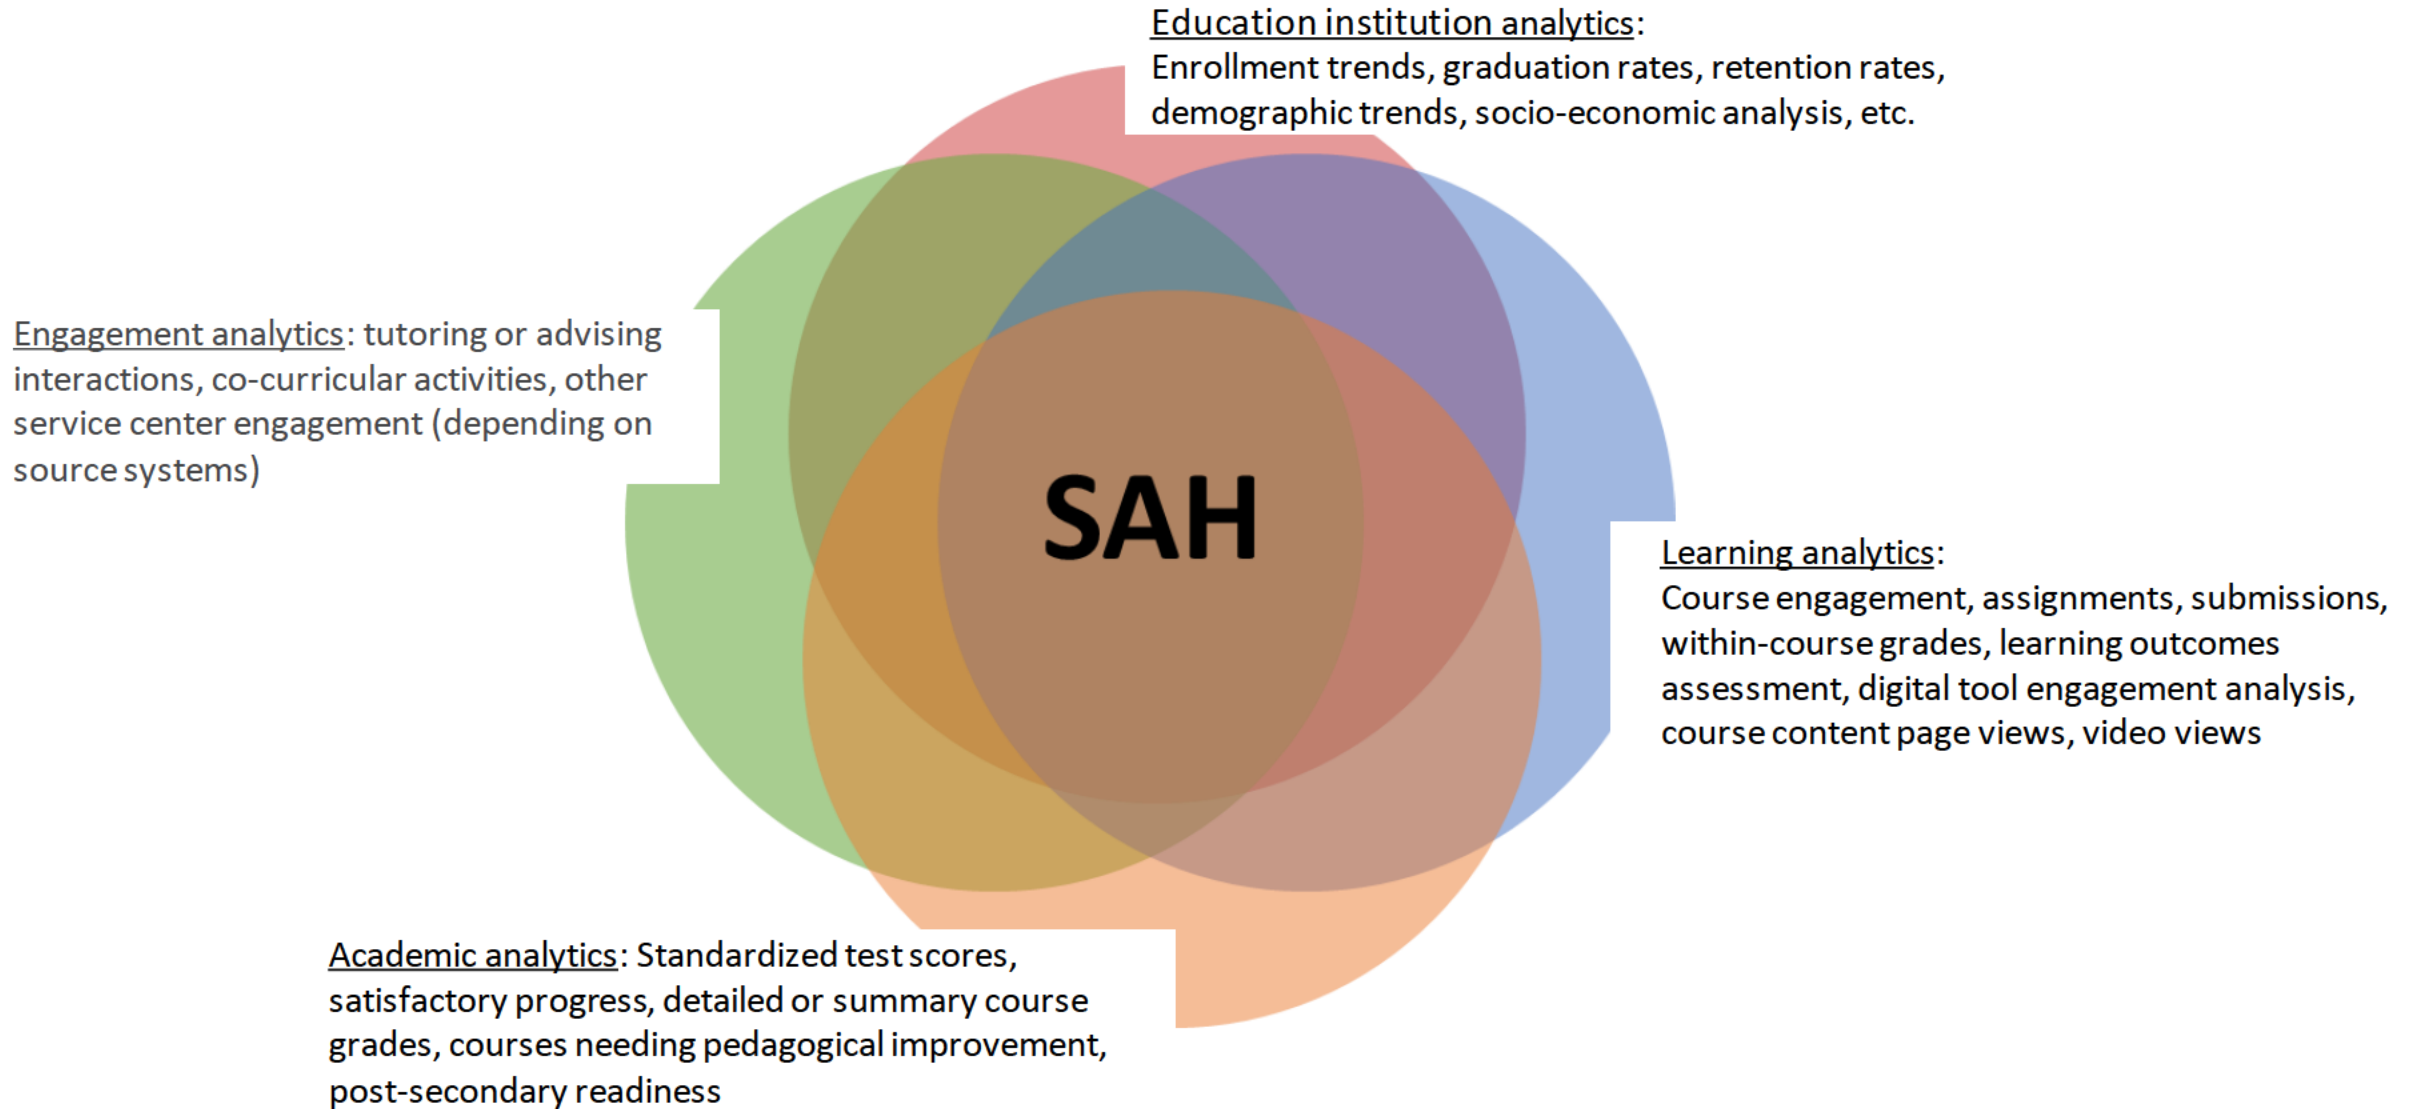 Education institution analytics:
Enrollment trends, graduation rates, retention rates,
demographic trends, socio-economic analysis, etc.
Engagement analytics: tutoring or advising
interactions, co-curricular activities, other
service center engagement (depending on
source systems)
SAH
Learning analytics:
Course engagement, assignments, submissions,
within-course grades, learning outcomes
assessment, digital tool engagement analysis,
course content page views, video views
Academic analytics: Standardized test scores,
satisfactory progress, detailed or summary course
grades, courses needing pedagogical improvement,
post-secondary readiness